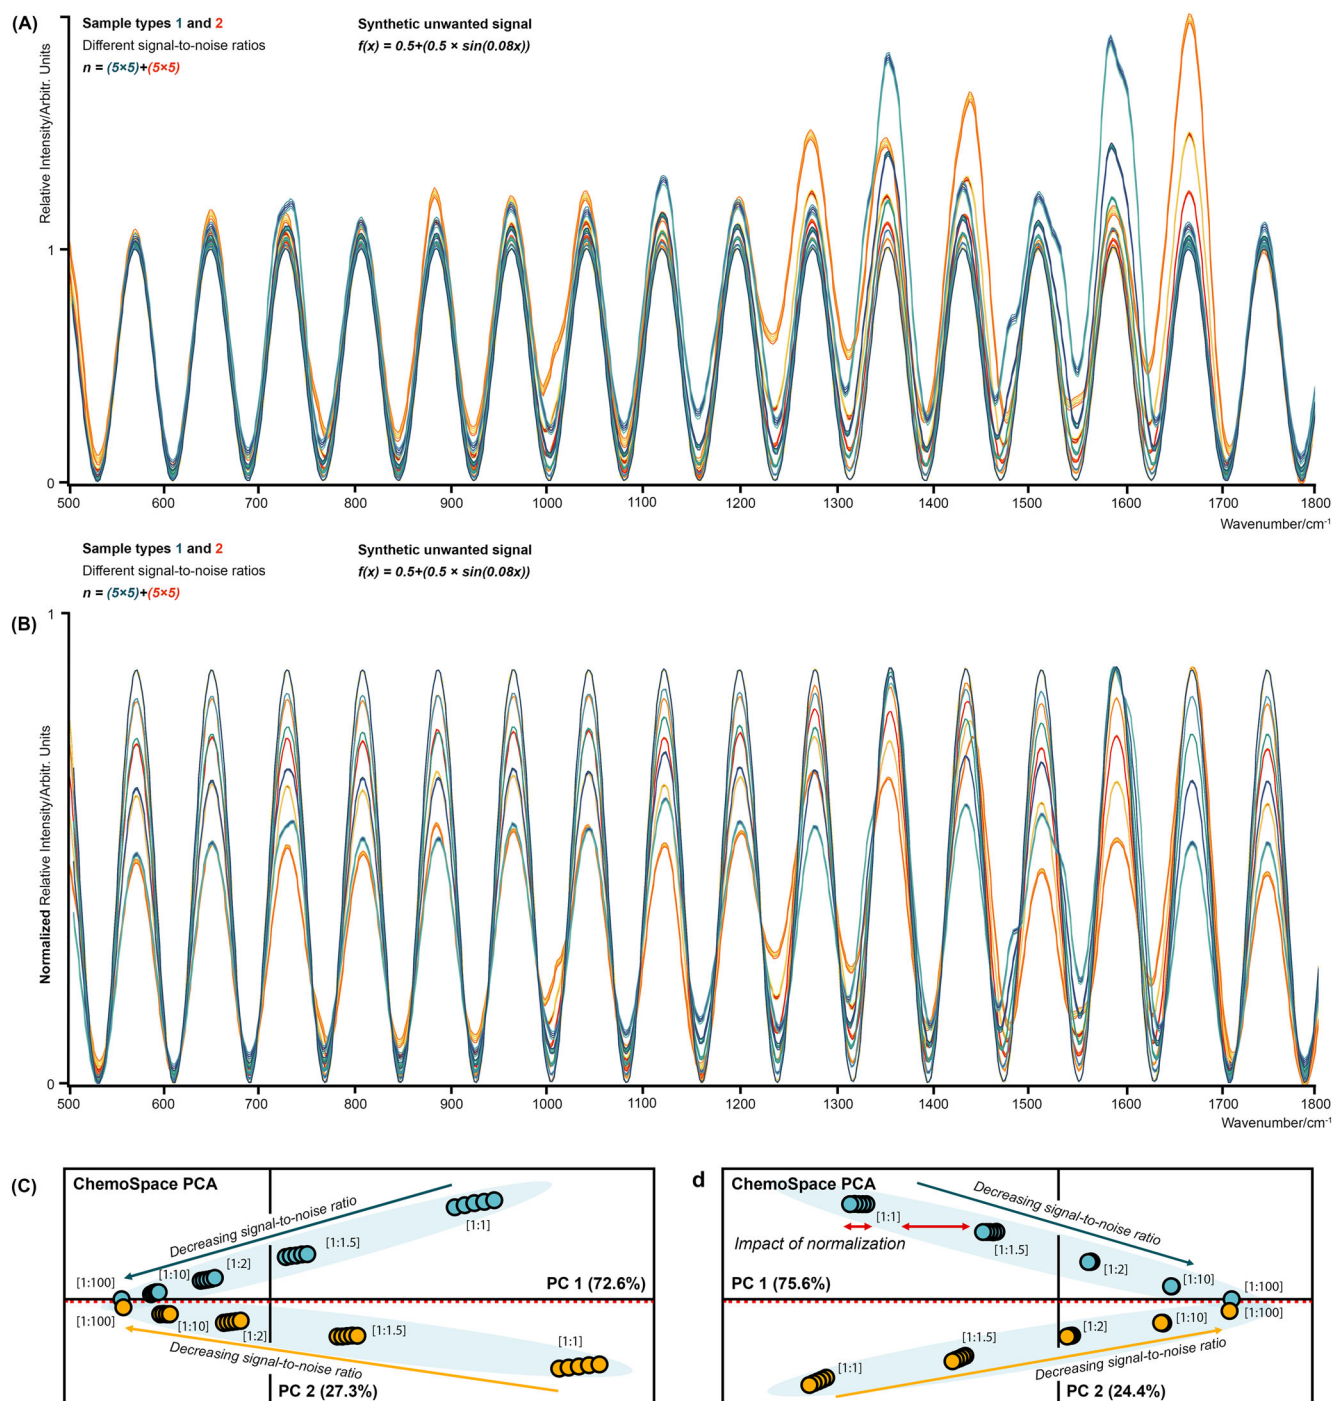 (A)
Sample types 1 and 2
Different signal-to-noise ratios
n = (5×5)+(5×5)
Synthetic unwanted signal
f(x) = 0.5+(0.5 × sin(0.08x))
Relative Intensity/Arbitr. Units
1
0
500 600 700 800 900 1000 1100 1200 1300 1400 1500 1600 1700 1800
Wavenumber/cm⁻¹
Sample types 1 and 2
Different signal-to-noise ratios
n = (5×5)+(5×5)
Synthetic unwanted signal
f(x) = 0.5+(0.5 × sin(0.08x))
(B)
Normalized Relative Intensity/Arbitr. Units
1
0
500 600 700 800 900 1000 1100 1200 1300 1400 1500 1600 1700 1800
Wavenumber/cm⁻¹
(C)
ChemoSpace PCA
Decreasing signal-to-noise ratio
[1:1]
[1:1.5]
[1:2]
[1:10]
[1:100]
PC 1 (72.6%)
[1:100]
[1:10]
[1:2]
[1:1.5]
[1:1]
Decreasing signal-to-noise ratio
PC 2 (27.3%)
d
ChemoSpace PCA
Decreasing signal-to-noise ratio
[1:1]
[1:1.5]
Impact of normalization
[1:2]
[1:10]
[1:100]
PC 1 (75.6%)
[1:100]
[1:10]
[1:2]
[1:1.5]
[1:1]
Decreasing signal-to-noise ratio
PC 2 (24.4%)